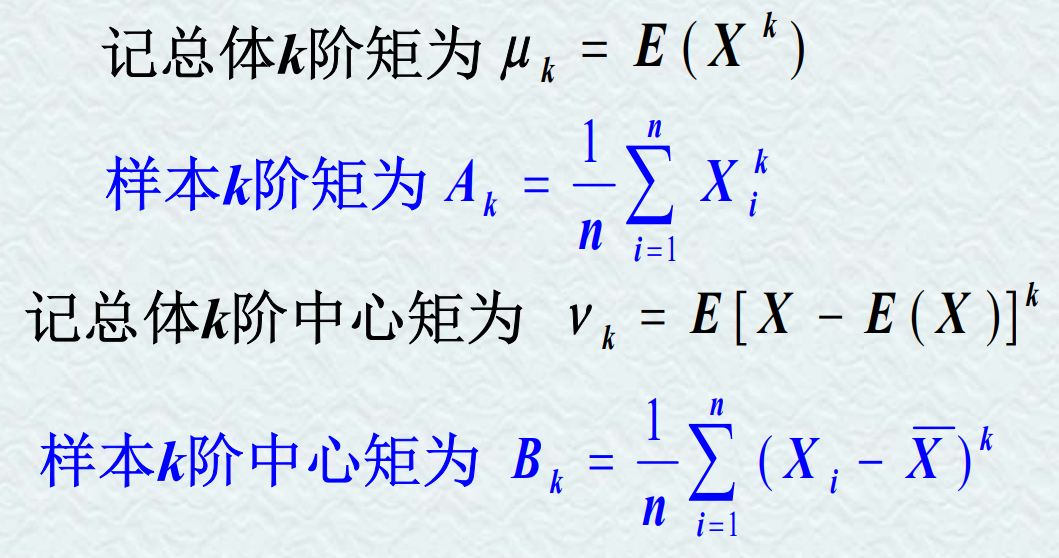 记总体k阶矩为 μ_k = E(X^k)
样本k阶矩为 A_k = \frac{1}{n} \sum_{i=1}^{n} X_i^k
记总体k阶中心矩为 ν_k = E[X − E(X)]^k
样本k阶中心矩为 B_k = \frac{1}{n} \sum_{i=1}^{n} (X_i − \overline{X})^k